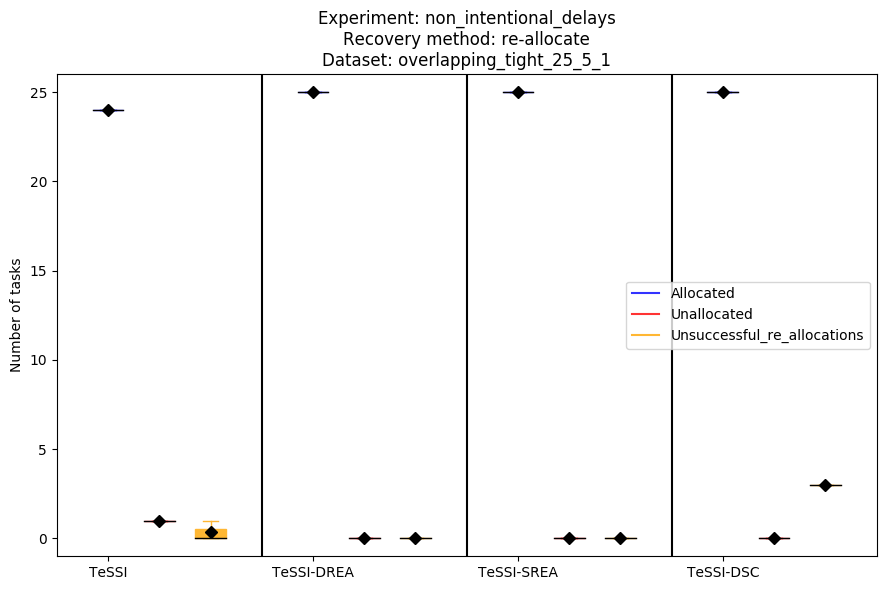 Experiment: non_intentional_delays
Recovery method: re-allocate
Dataset: overlapping_tight_25_5_1
25
20
15
10
5
0
Number of tasks
Allocated
Unallocated
Unsuccessful_re_allocations
TeSSI
TeSSI-DREA
TeSSI-SREA
TeSSI-DSC